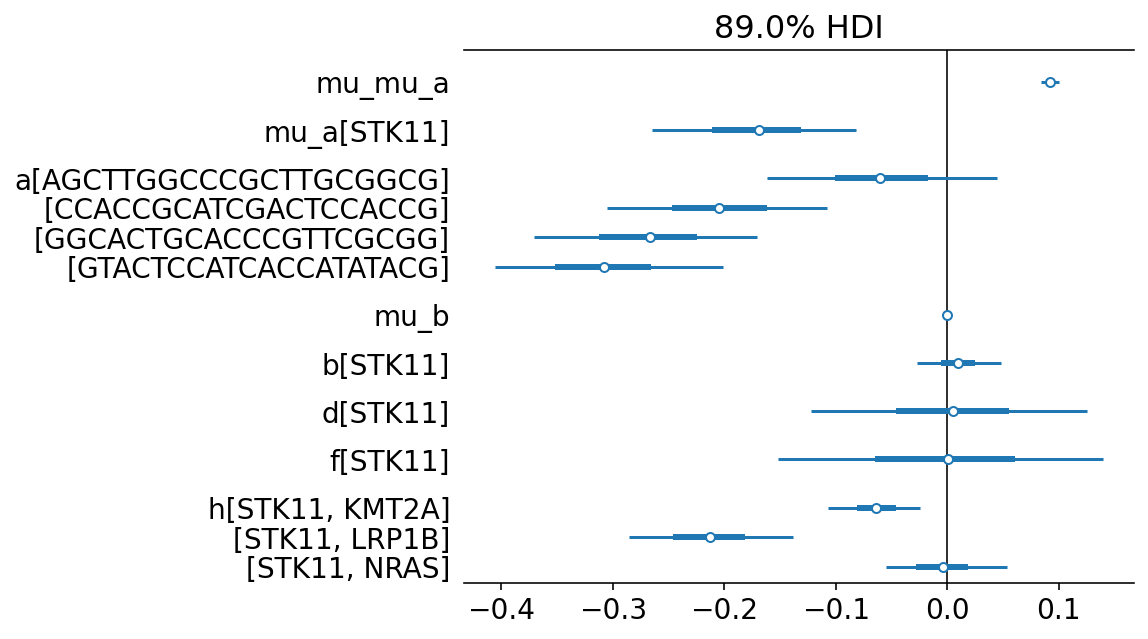 89.0% HDI
mu_mu_a
mu_a[STK11]
a[AGCTTGGCCCGCTTGCGGCG]
[CCACCGCATCGACTCCACCG]
[GGCACTGCACCCGTTCGCGG]
[GTACTCCATCACCATATACG]
mu_b
b[STK11]
d[STK11]
f[STK11]
h[STK11, KMT2A]
[STK11, LRP1B]
[STK11, NRAS]
−0.4 −0.3 −0.2 −0.1 0.0 0.1